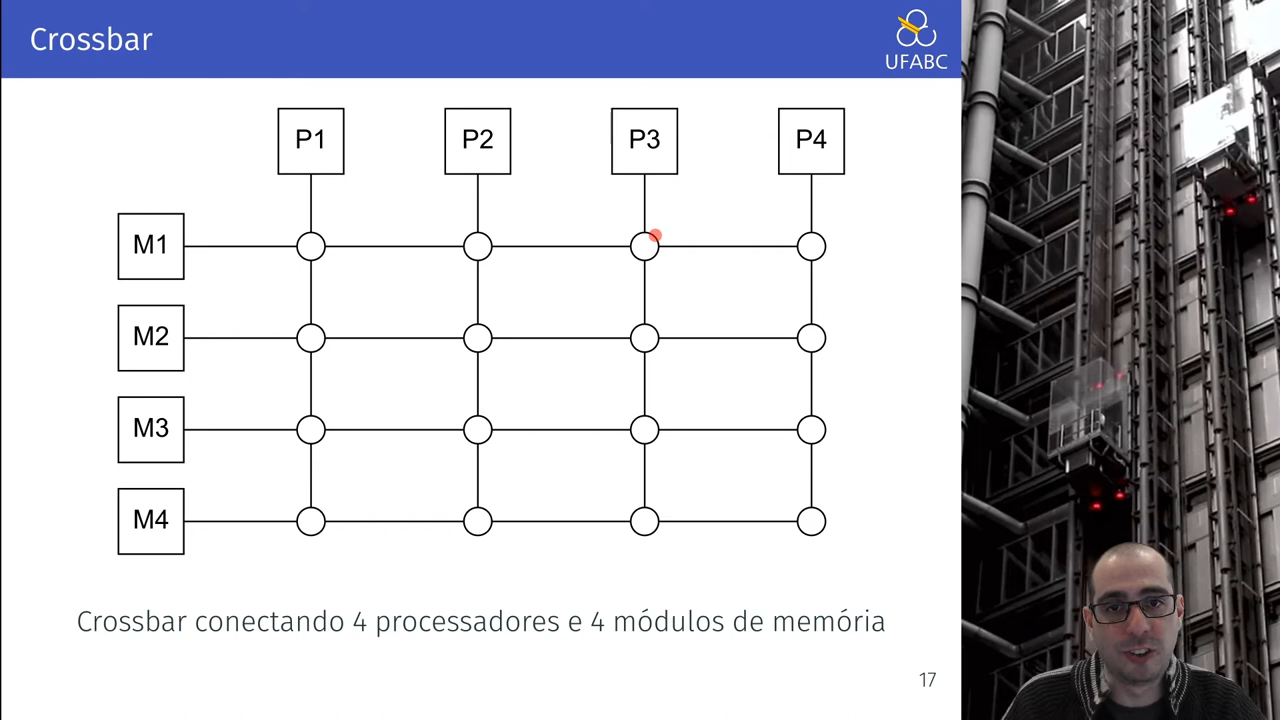 Crossbar
UFABC
P1 P2 P3 P4
M1
M2
M3
M4
Crossbar conectando 4 processadores e 4 módulos de memória
17